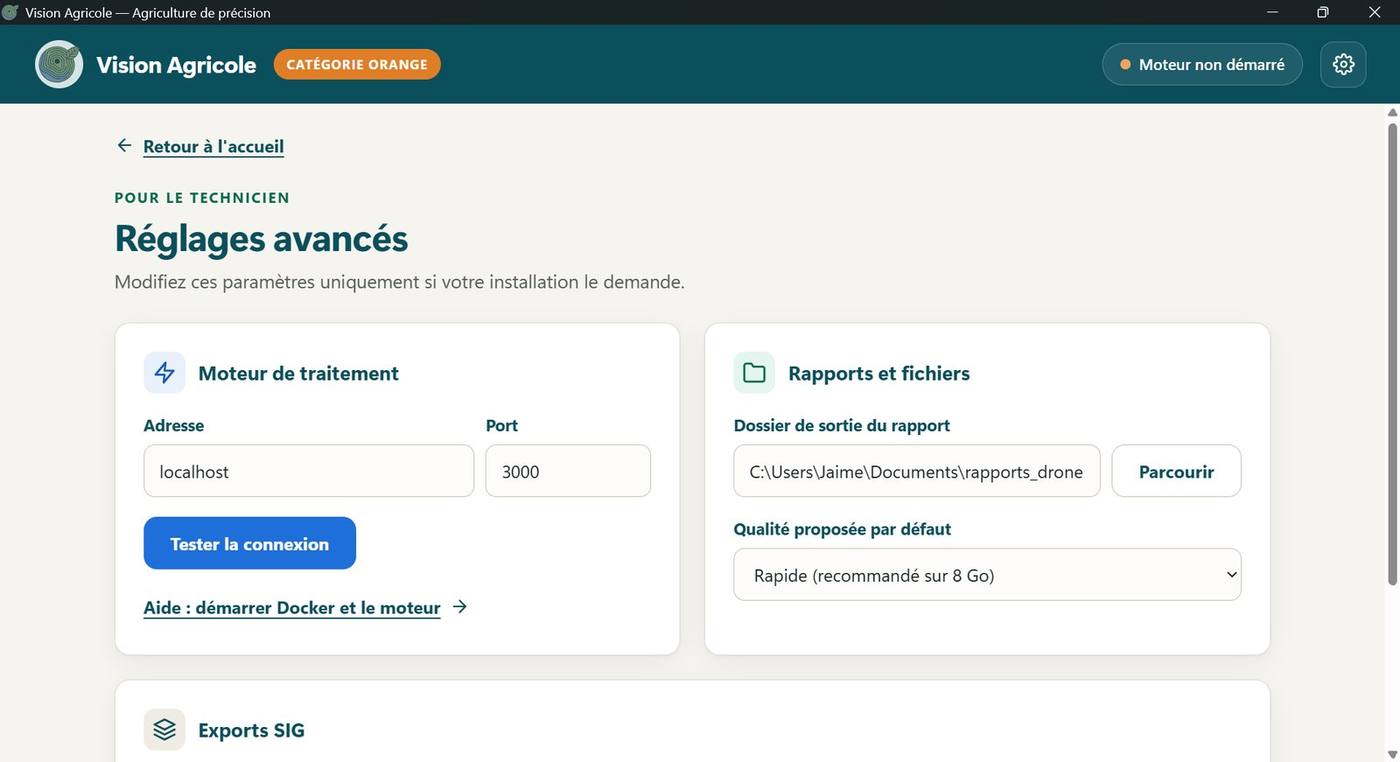 Vision Agricole — Agriculture de précision
Vision Agricole
CATÉGORIE ORANGE
Moteur non démarré
Retour à l'accueil
POUR LE TECHNICIEN
Réglages avancés
Modifiez ces paramètres uniquement si votre installation le demande.
Moteur de traitement
Adresse
Port
localhost
3000
Tester la connexion
Aide : démarrer Docker et le moteur
Rapports et fichiers
Dossier de sortie du rapport
C:\Users\Jaime\Documents\rapports_drone
Parcourir
Qualité proposée par défaut
Rapide (recommandé sur 8 Go)
Exports SIG